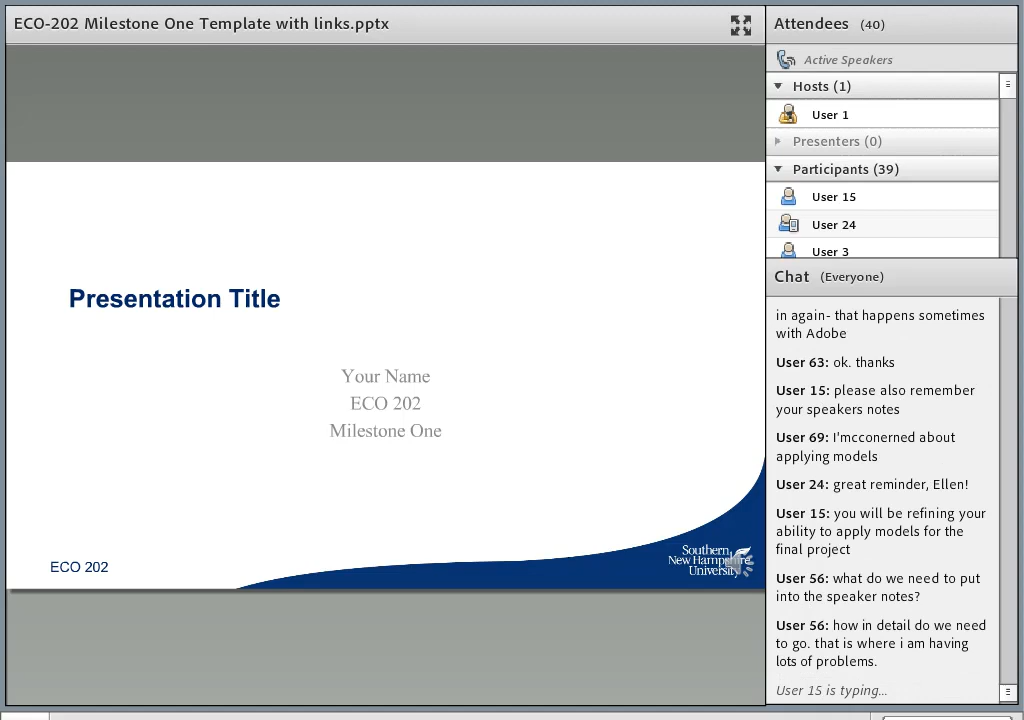 ECO-202 Milestone One Template with links.pptx
Presentation Title
Your Name
ECO 202
Milestone One
ECO 202
Southern
New Hampshire
University
Attendees (40)
Active Speakers
Hosts (1)
User 1
Presenters (0)
Participants (39)
User 15
User 24
User 3
Chat (Everyone)
in again- that happens sometimes
with Adobe
User 63: ok. thanks
User 15: please also remember
your speakers notes
User 69: I'mcconerned about
applying models
User 24: great reminder, Ellen!
User 15: you will be refining your
ability to apply models for the
final project
User 56: what do we need to put
into the speaker notes?
User 56: how in detail do we need
to go. that is where i am having
lots of problems.
User 15 is typing...